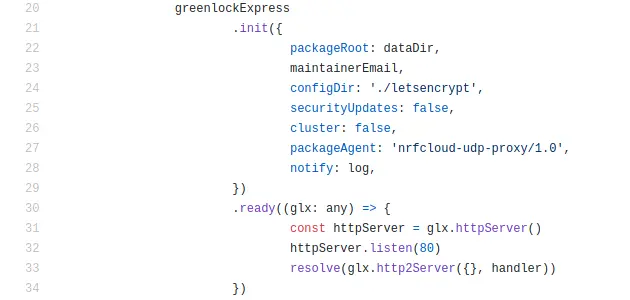 20 greenlockExpress
21 .init({
22 packageRoot: dataDir,
23 maintainerEmail,
24 configDir: './letsencrypt',
25 securityUpdates: false,
26 cluster: false,
27 packageAgent: 'nrfcloud-udp-proxy/1.0',
28 notify: log,
29 })
30 .ready((glx: any) => {
31 const httpServer = glx.httpServer()
32 httpServer.listen(80)
33 resolve(glx.http2Server({}, handler))
34 })